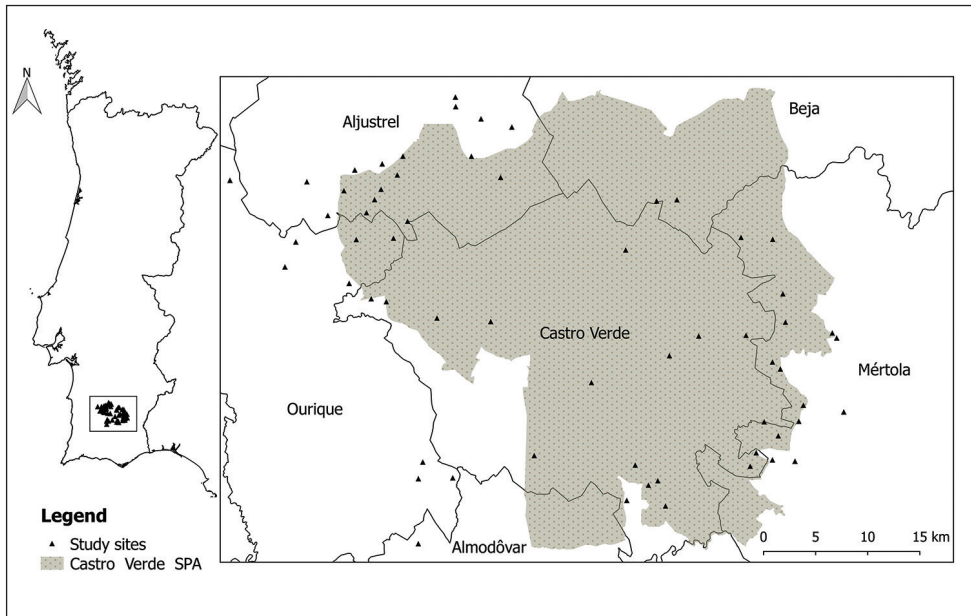 N
Aljustrel
Beja
Castro Verde
Mértola
Ourique
Almodôvar
Legend
Study sites
Castro Verde SPA
0 5 10 15 km